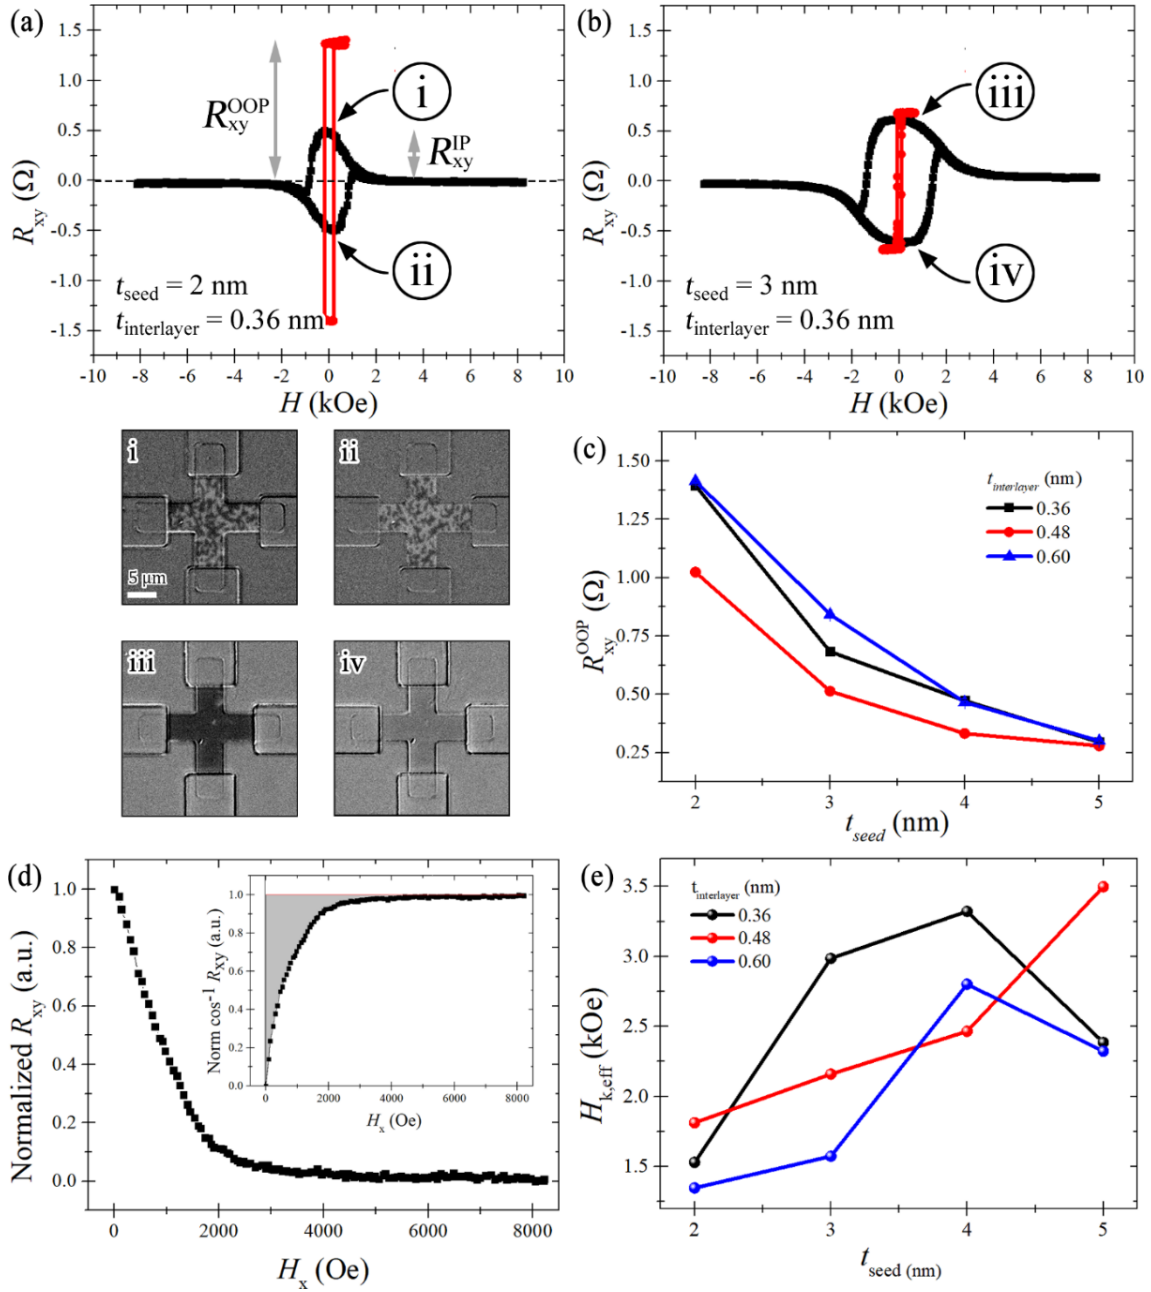 (a)
1.5
1.0
0.5
0.0
-0.5
-1.0
-1.5
R_xy (Ω)
R_xy^OOP
R_xy^IP
i
ii
t_seed = 2 nm
t_interlayer = 0.36 nm
-10 -8 -6 -4 -2 0 2 4 6 8 10
H (kOe)
(b)
1.5
1.0
0.5
0.0
-0.5
-1.0
-1.5
R_xy (Ω)
iii
iv
t_seed = 3 nm
t_interlayer = 0.36 nm
-10 -8 -6 -4 -2 0 2 4 6 8 10
H (kOe)
i
5 μm
ii
iii
iv
(c)
1.50
1.25
1.00
0.75
0.50
0.25
R_xy^OOP (Ω)
t_interlayer (nm)
0.36
0.48
0.60
2 3 4 5
t_seed (nm)
(d)
1.0
0.8
0.6
0.4
0.2
0.0
Normalized R_xy (a.u.)
1.0
0.8
0.6
0.4
0.2
0.0
Norm cos⁻¹ R_xy (a.u.)
0 2000 4000 6000 8000
H_x (Oe)
0 2000 4000 6000 8000
H_x (Oe)
(e)
3.5
3.0
2.5
2.0
1.5
H_k,eff (kOe)
t_interlayer (nm)
0.36
0.48
0.60
2 3 4 5
t_seed (nm)